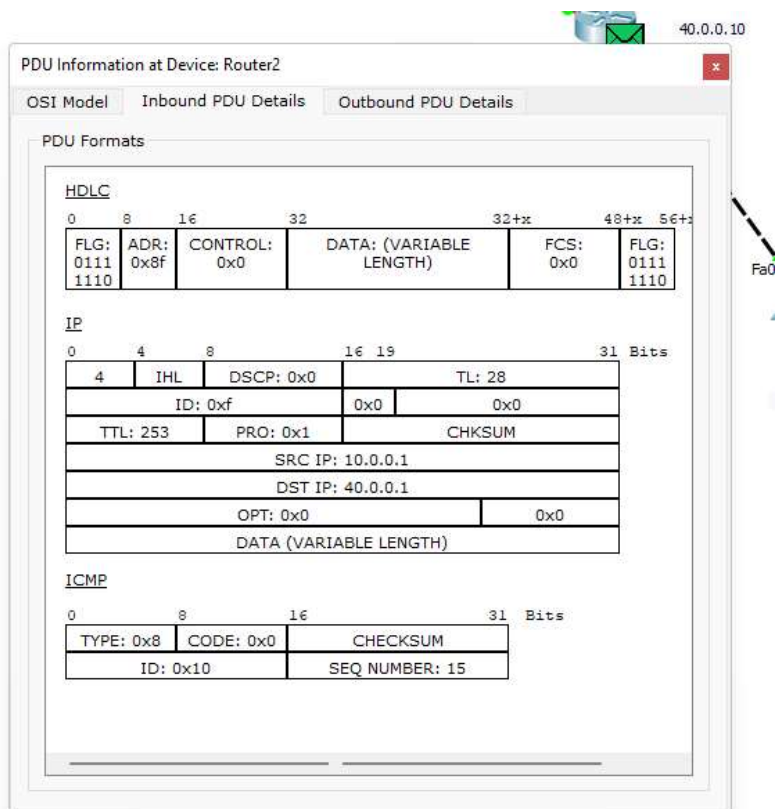 40.0.0.10
PDU Information at Device: Router2
OSI Model Inbound PDU Details Outbound PDU Details
PDU Formats
HDLC
0 8 16 32 32+x 48+x 56+x
FLG: 0111 1110 ADR: 0x8f CONTROL: 0x0 DATA: (VARIABLE LENGTH) FCS: 0x0 FLG: 0111 1110
Fa0
IP
0 4 8 16 19 31 Bits
4 IHL DSCP: 0x0 TL: 28
ID: 0xf 0x0 0x0
TTL: 253 PRO: 0x1 CHKSUM
SRC IP: 10.0.0.1
DST IP: 40.0.0.1
OPT: 0x0 0x0
DATA (VARIABLE LENGTH)
ICMP
0 8 16 31 Bits
TYPE: 0x8 CODE: 0x0 CHECKSUM
ID: 0x10 SEQ NUMBER: 15